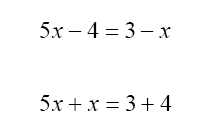 5x − 4 = 3 − x
5x + x = 3 + 4